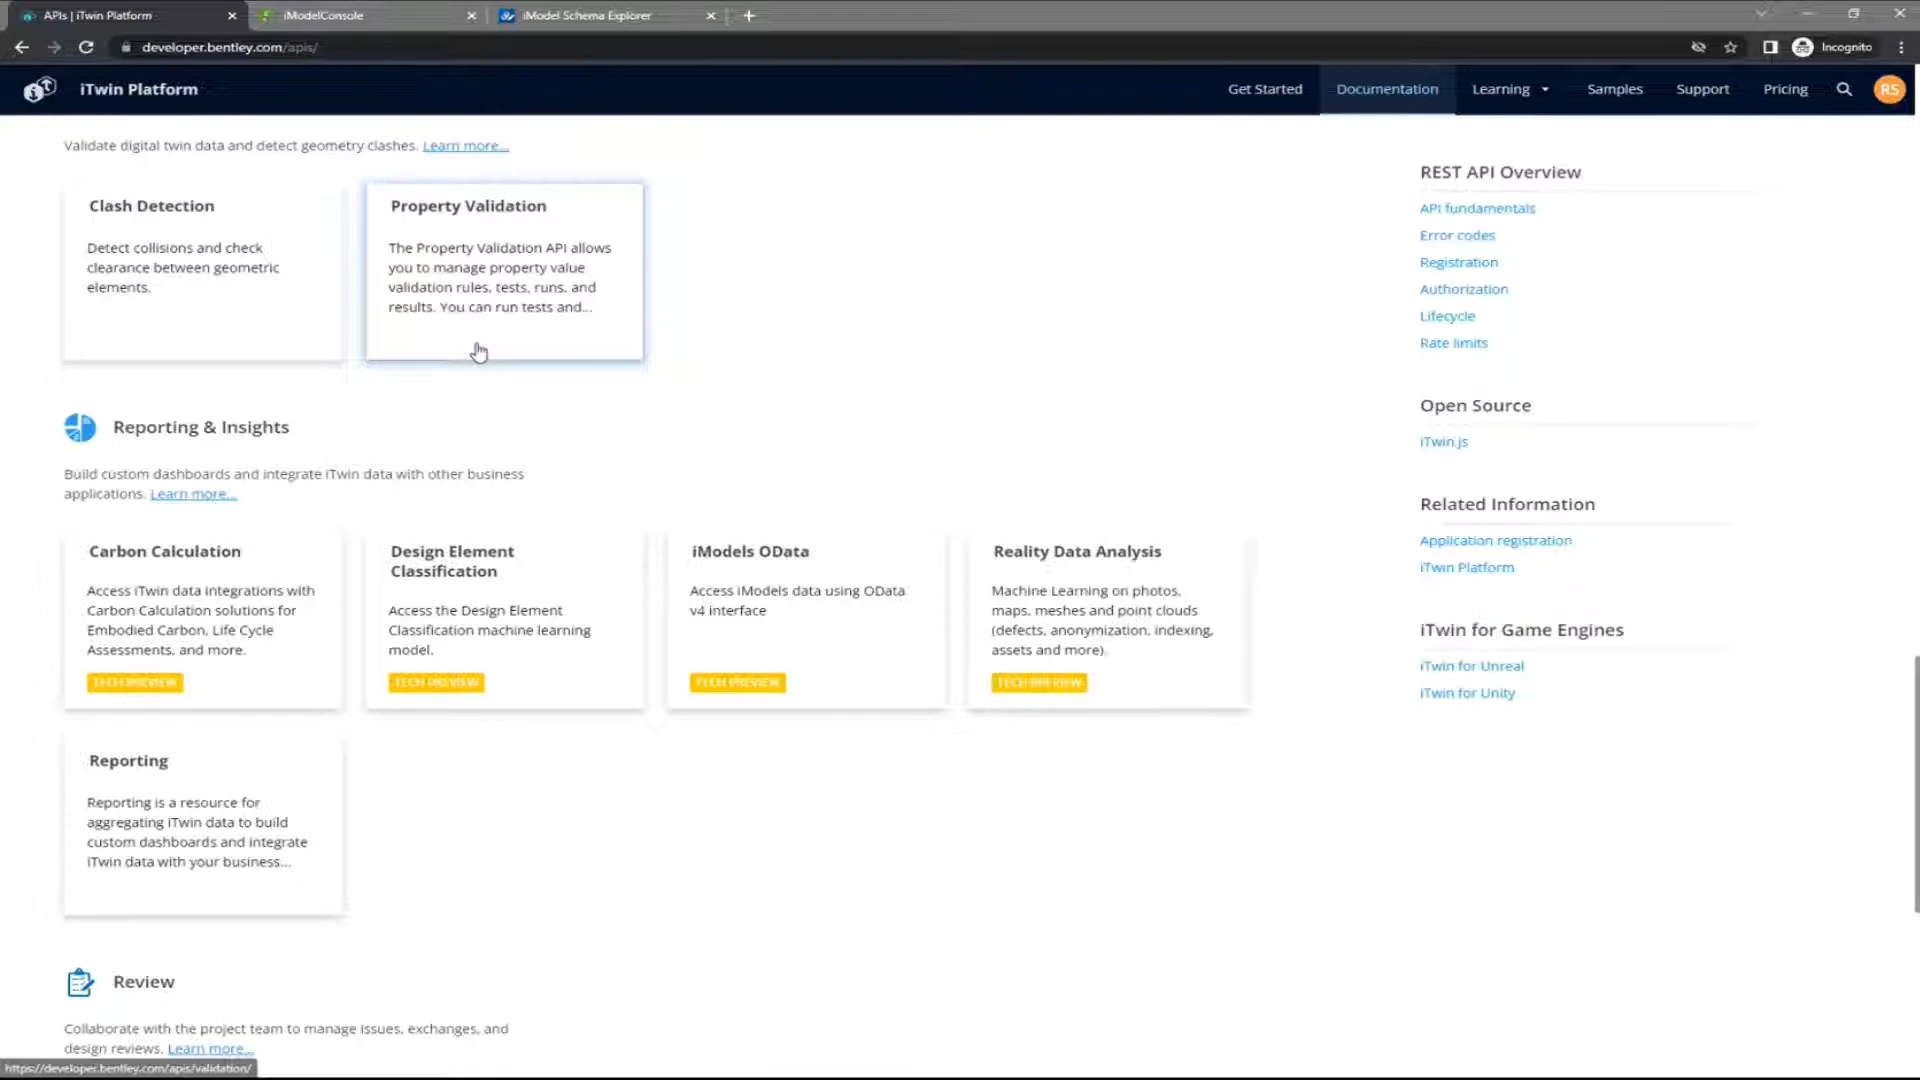 APIs | iTwin Platform
iModelConsole
iModel Schema Explorer
developer.bentley.com/apis/
Incognito
iTwin Platform
Get Started
Documentation
Learning
Samples
Support
Pricing
RS
Validate digital twin data and detect geometry clashes. Learn more...
Clash Detection
Detect collisions and check
clearance between geometric
elements.
Property Validation
The Property Validation API allows
you to manage property value
validation rules, tests, runs, and
results. You can run tests and...
Reporting & Insights
Build custom dashboards and integrate iTwin data with other business
applications. Learn more...
Carbon Calculation
Access iTwin data integrations with
Carbon Calculation solutions for
Embodied Carbon, Life Cycle
Assessments, and more.
TECH PREVIEW
Design Element
Classification
Access the Design Element
Classification machine learning
model.
TECH PREVIEW
iModels OData
Access iModels data using OData
v4 interface
TECH PREVIEW
Reality Data Analysis
Machine Learning on photos,
maps, meshes and point clouds
(defects, anonymization, indexing,
assets and more).
TECH PREVIEW
Reporting
Reporting is a resource for
aggregating iTwin data to build
custom dashboards and integrate
iTwin data with your business...
Review
Collaborate with the project team to manage issues, exchanges, and
design reviews. Learn more...
https://developer.bentley.com/apis/validation/
REST API Overview
API fundamentals
Error codes
Registration
Authorization
Lifecycle
Rate limits
Open Source
iTwin.js
Related Information
Application registration
iTwin Platform
iTwin for Game Engines
iTwin for Unreal
iTwin for Unity